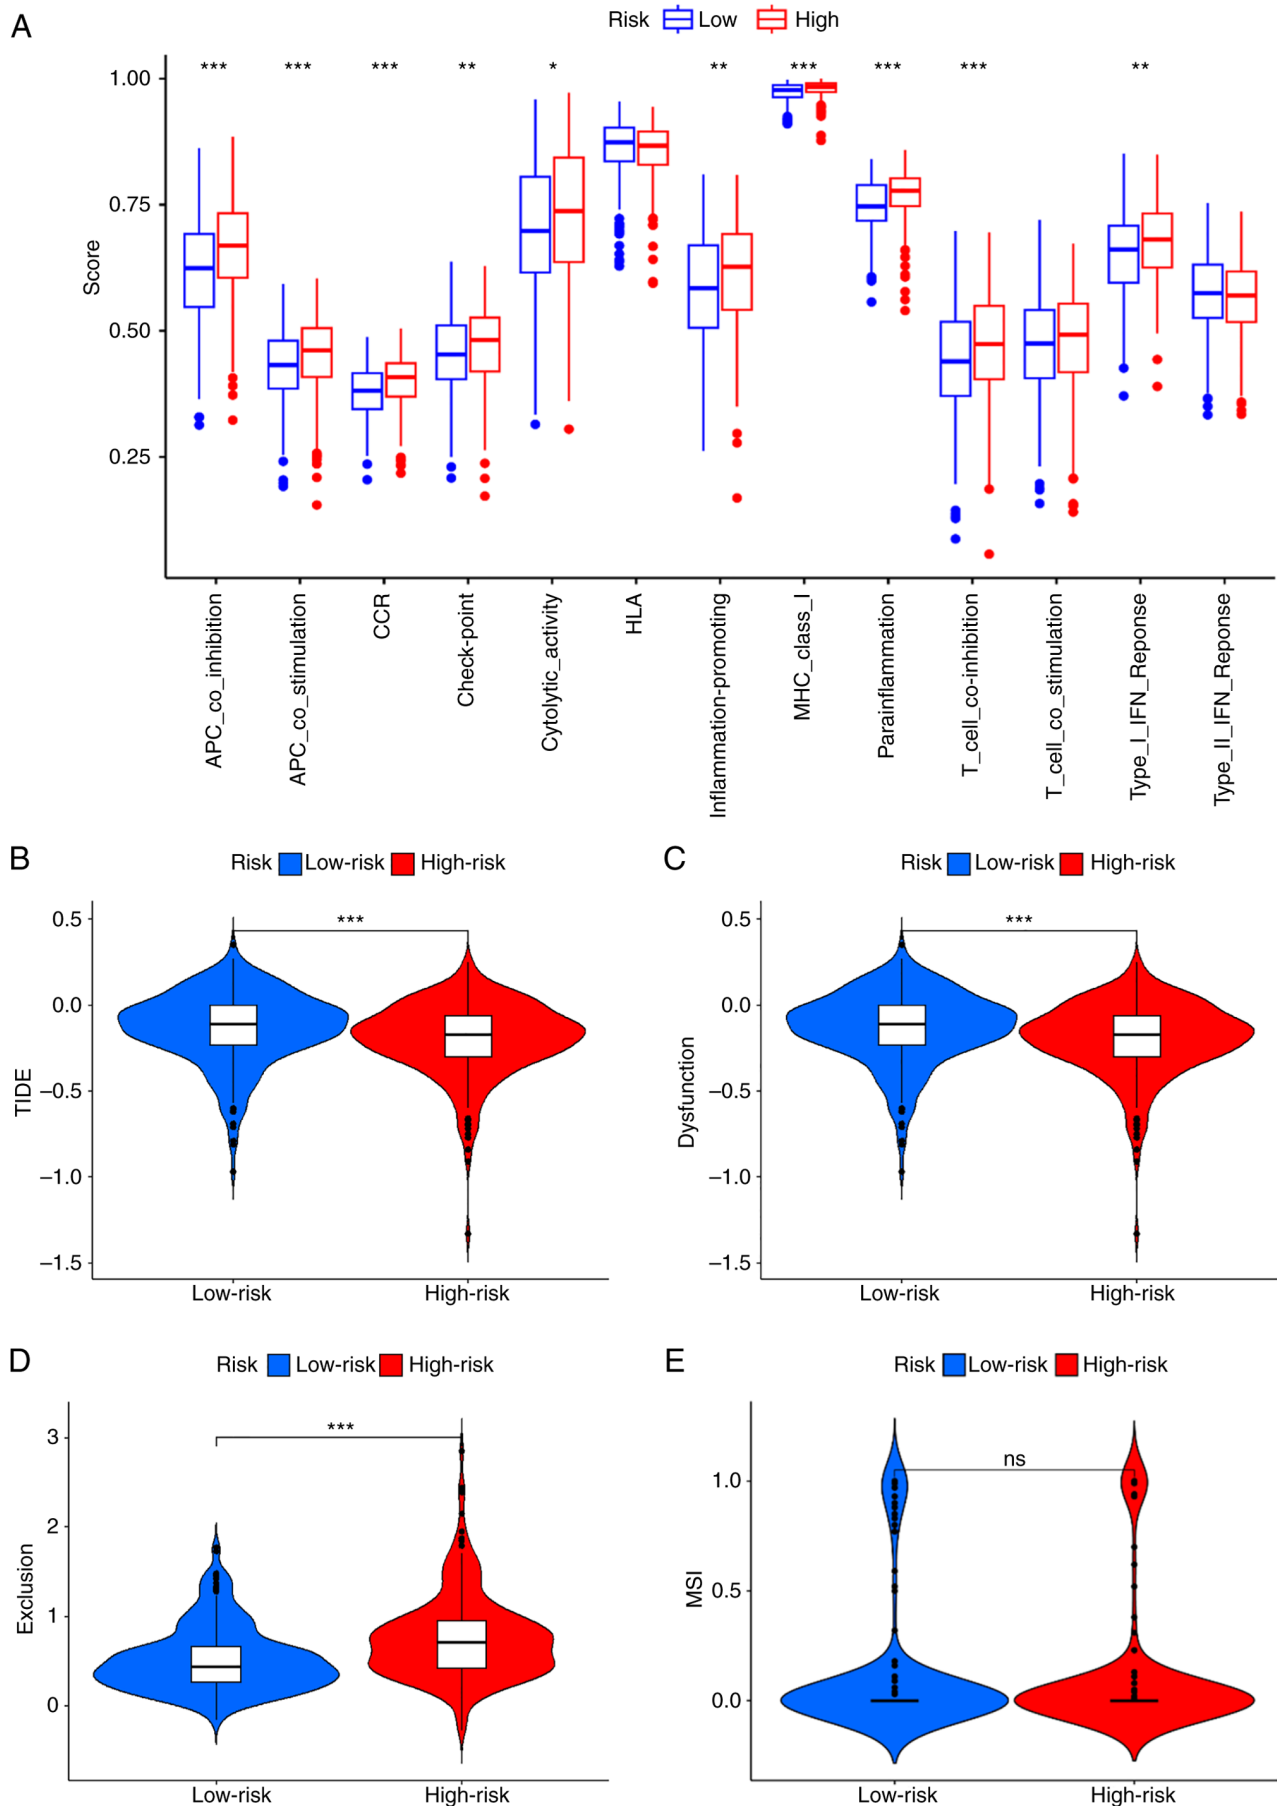 A
Risk Low High
*** *** *** ** * ** *** *** *** **
1.00
0.75
0.50
0.25
Score
APC_co_inhibition
APC_co_stimulation
CCR
Check-point
Cytolytic_activity
HLA
Inflammation-promoting
MHC_class_I
Parainflammation
T_cell_co-inhibition
T_cell_co_stimulation
Type_I_IFN_Reponse
Type_II_IFN_Reponse
B
Risk Low-risk High-risk
***
0.5
0.0
−0.5
−1.0
−1.5
TIDE
Low-risk High-risk
C
Risk Low-risk High-risk
***
0.5
0.0
−0.5
−1.0
−1.5
Dysfunction
Low-risk High-risk
D
Risk Low-risk High-risk
***
3
2
1
0
Exclusion
Low-risk High-risk
E
Risk Low-risk High-risk
ns
1.0
0.5
0.0
MSI
Low-risk High-risk